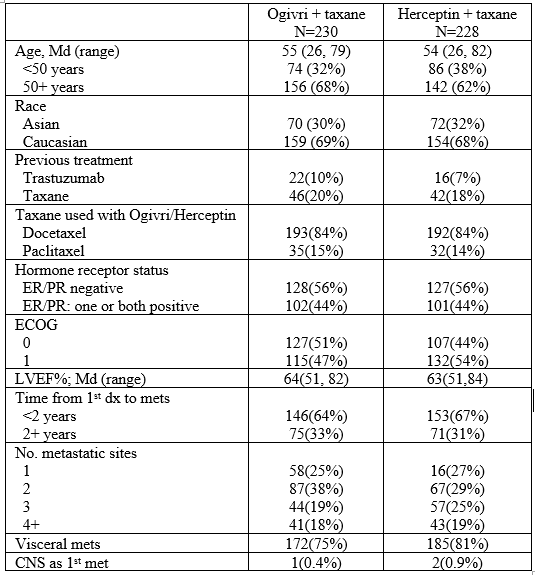 Ogivri + taxane Herceptin + taxane
N=230 N=228
Age, Md (range) 55 (26, 79) 54 (26, 82)
<50 years 74 (32%) 86 (38%)
50+ years 156 (68%) 142 (62%)
Race
Asian 70 (30%) 72(32%)
Caucasian 159 (69%) 154(68%)
Previous treatment
Trastuzumab 22(10%) 16(7%)
Taxane 46(20%) 42(18%)
Taxane used with Ogivri/Herceptin
Docetaxel 193(84%) 192(84%)
Paclitaxel 35(15%) 32(14%)
Hormone receptor status
ER/PR negative 128(56%) 127(56%)
ER/PR: one or both positive 102(44%) 101(44%)
ECOG
0 127(51%) 107(44%)
1 115(47%) 132(54%)
LVEF%; Md (range) 64(51, 82) 63(51,84)
Time from 1st dx to mets
<2 years 146(64%) 153(67%)
2+ years 75(33%) 71(31%)
No. metastatic sites
1 58(25%) 16(27%)
2 87(38%) 67(29%)
3 44(19%) 57(25%)
4+ 41(18%) 43(19%)
Visceral mets 172(75%) 185(81%)
CNS as 1st met 1(0.4%) 2(0.9%)